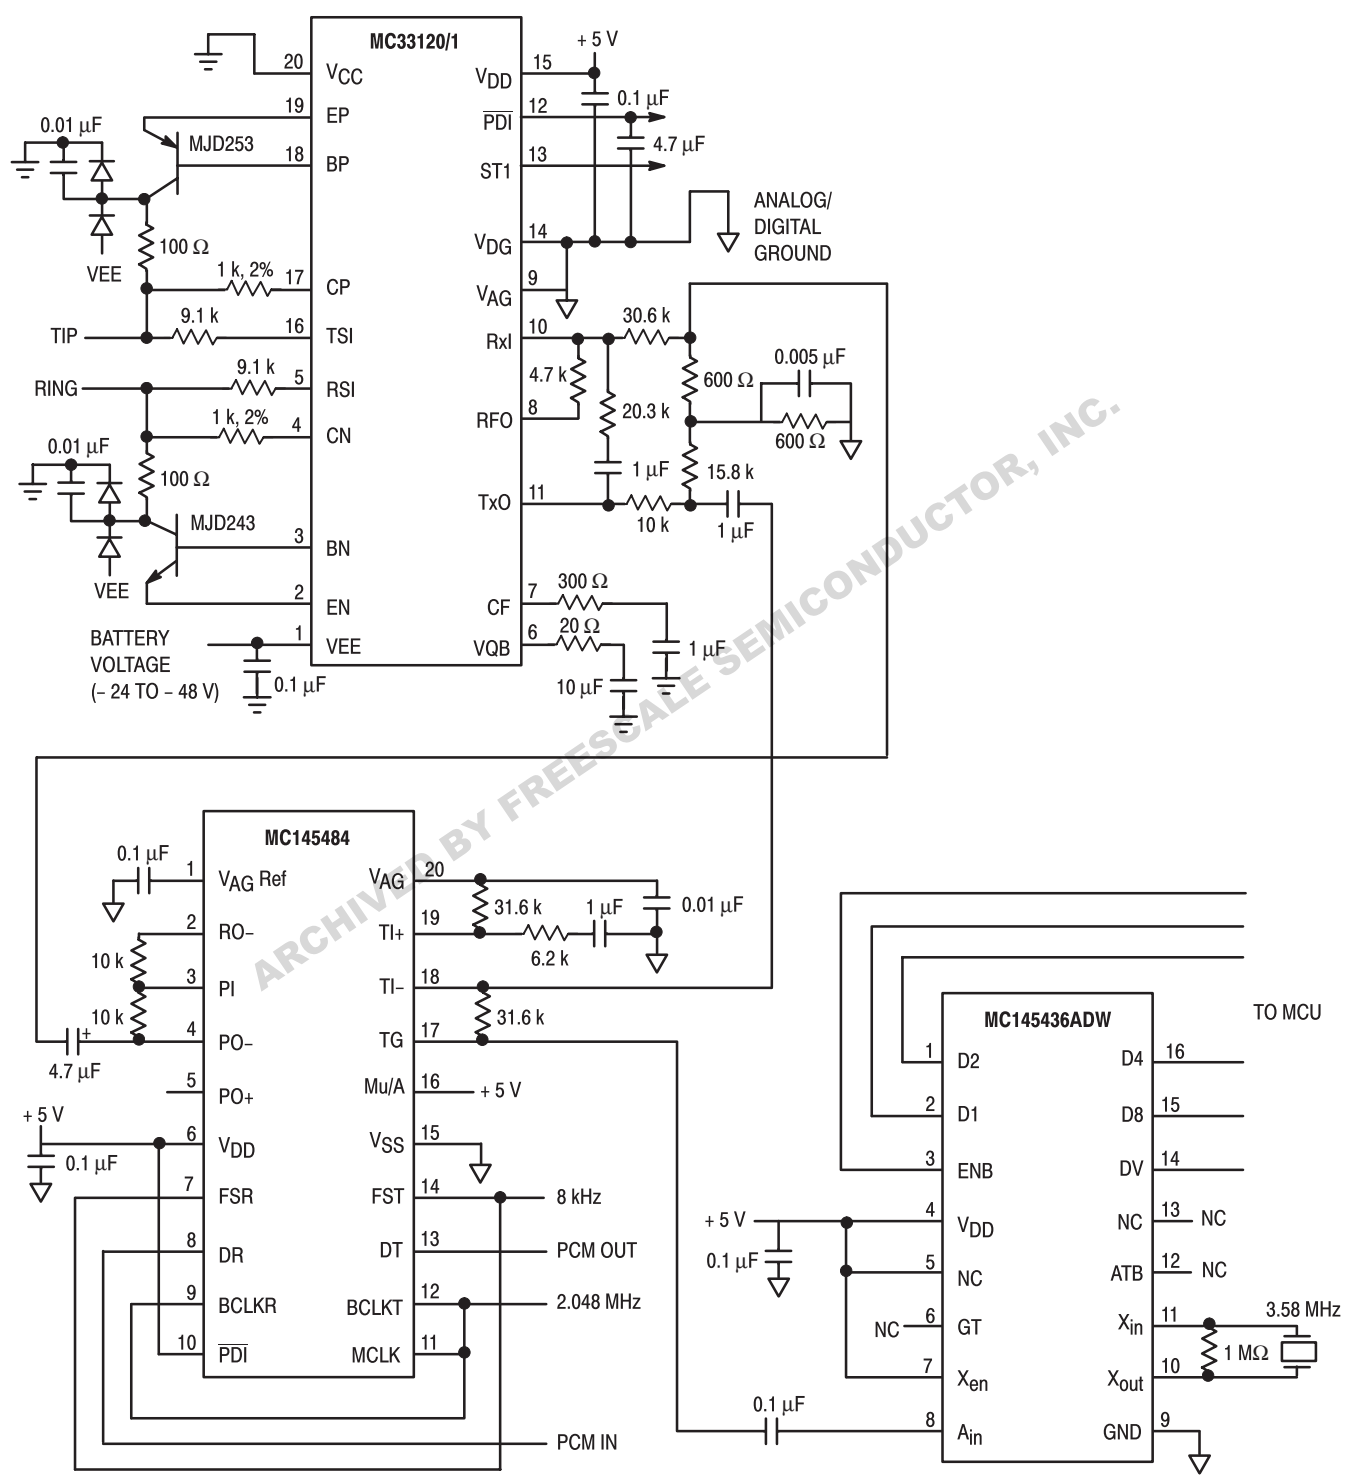 MC33120/1
+ 5 V
20 VCC
VDD 15
0.1 μF
19 EP
PDI 12
0.01 μF
MJD253
4.7 μF
18 BP
ST1 13
ANALOG/
DIGITAL
GROUND
VDG 14
100 Ω
VEE
1 k, 2%
17 CP
VAG 9
9.1 k
TIP
16 TSI
RxI 10
30.6 k
0.005 μF
9.1 k
RING
5 RSI
4.7 k
600 Ω
RFO 8
20.3 k
1 k, 2%
4 CN
600 Ω
0.01 μF
100 Ω
1 μF
15.8 k
TxO 11
10 k
1 μF
MJD243
3 BN
VEE
300 Ω
2 EN
CF 7
20 Ω
BATTERY
VOLTAGE
(– 24 TO – 48 V)
1 VEE
VQB 6
1 μF
0.1 μF
10 μF
ARCHIVED BY FREESCALE SEMICONDUCTOR, INC.
MC145484
0.1 μF
1 VAG Ref
VAG 20
31.6 k
1 μF
0.01 μF
2 RO–
TI+ 19
6.2 k
10 k
3 PI
TI– 18
10 k
31.6 k
+
4 PO–
TG 17
4.7 μF
5 PO+
Mu/A 16
+ 5 V
+ 5 V
6 VDD
VSS 15
0.1 μF
7 FSR
FST 14
8 kHz
8 DR
DT 13
PCM OUT
9 BCLKR
BCLKT 12
2.048 MHz
10 PDI
MCLK 11
PCM IN
MC145436ADW
TO MCU
1 D2
D4 16
2 D1
D8 15
3 ENB
DV 14
+ 5 V
4 VDD
NC 13
NC
0.1 μF
5 NC
ATB 12
NC
NC
6 GT
Xin 11
3.58 MHz
1 MΩ
7 Xen
Xout 10
0.1 μF
8 Ain
GND 9